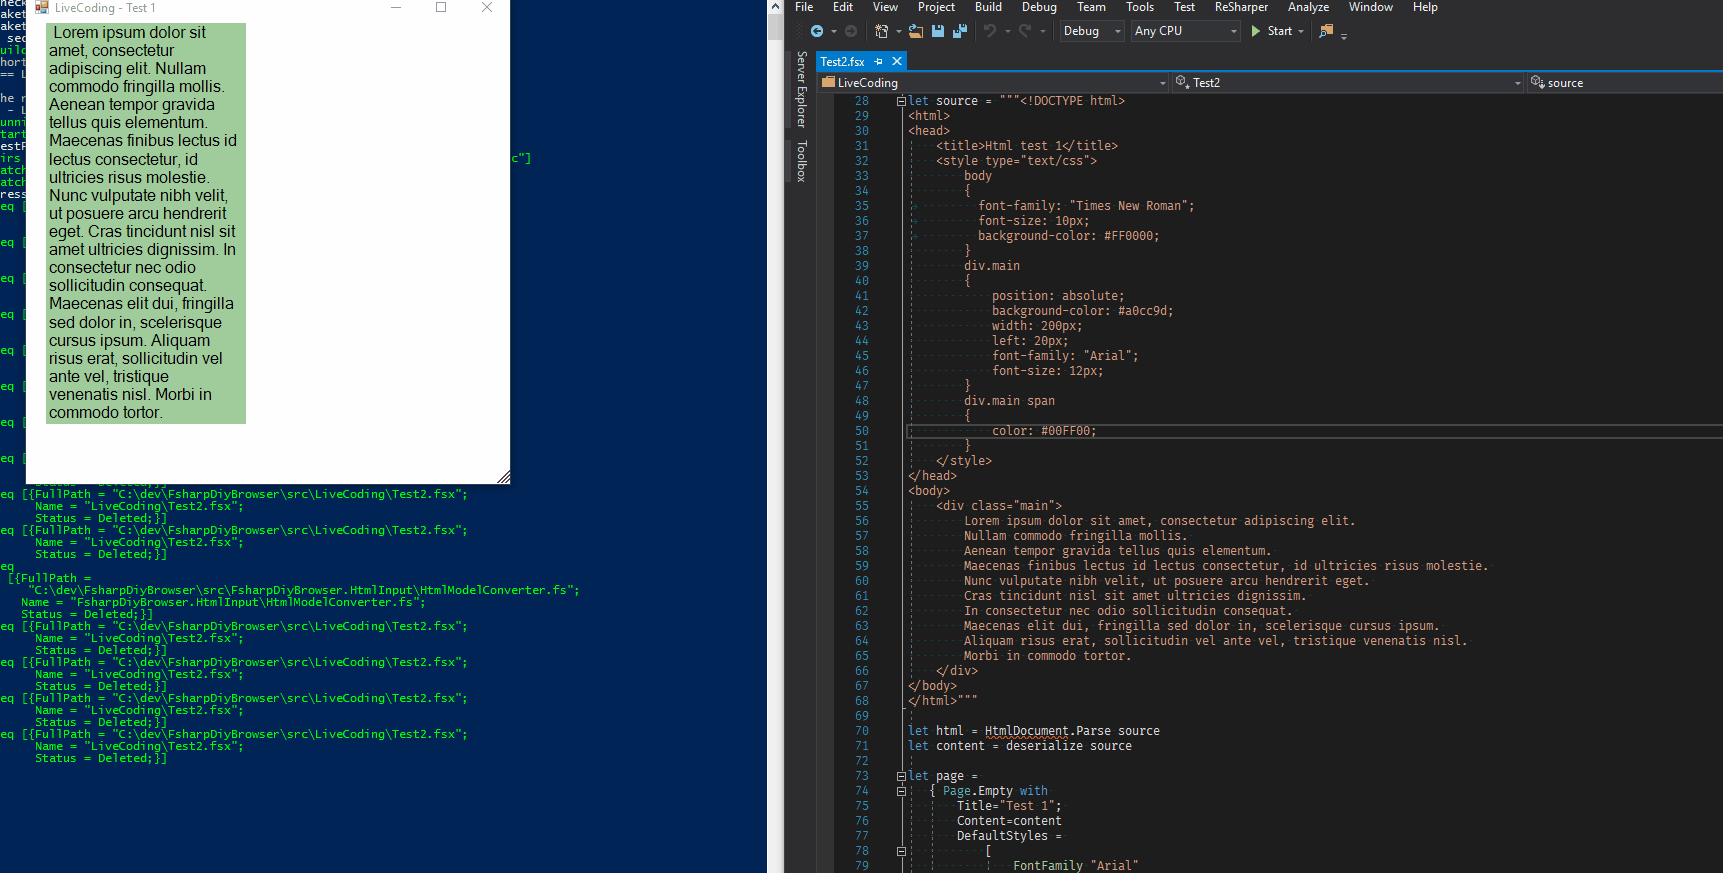 LiveCoding - Test 1
Lorem ipsum dolor sit
amet, consectetur
adipiscing elit. Nullam
commodo fringilla mollis.
Aenean tempor gravida
tellus quis elementum.
Maecenas finibus lectus id
lectus consectetur, id
ultricies risus molestie.
Nunc vulputate nibh velit,
ut posuere arcu hendrerit
eget. Cras tincidunt nisl sit
amet ultricies dignissim. In
consectetur nec odio
sollicitudin consequat.
Maecenas elit dui, fringilla
sed dolor in, scelerisque
cursus ipsum. Aliquam
risus erat, sollicitudin vel
ante vel, tristique
venenatis nisl. Morbi in
commodo tortor.
c"]
eq [
eq [
eq [
eq [
eq [
eq [
eq [
eq [
eq [{FullPath = "C:\dev\FsharpDiyBrowser\src\LiveCoding\Test2.fsx";
Name = "LiveCoding\Test2.fsx";
Status = Deleted;}]
eq [{FullPath = "C:\dev\FsharpDiyBrowser\src\LiveCoding\Test2.fsx";
Name = "LiveCoding\Test2.fsx";
Status = Deleted;}]
eq
[{FullPath =
"C:\dev\FsharpDiyBrowser\src\FsharpDiyBrowser.HtmlInput\HtmlModelConverter.fs";
Name = "FsharpDiyBrowser.HtmlInput\HtmlModelConverter.fs";
Status = Deleted;}]
eq [{FullPath = "C:\dev\FsharpDiyBrowser\src\LiveCoding\Test2.fsx";
Name = "LiveCoding\Test2.fsx";
Status = Deleted;}]
eq [{FullPath = "C:\dev\FsharpDiyBrowser\src\LiveCoding\Test2.fsx";
Name = "LiveCoding\Test2.fsx";
Status = Deleted;}]
eq [{FullPath = "C:\dev\FsharpDiyBrowser\src\LiveCoding\Test2.fsx";
Name = "LiveCoding\Test2.fsx";
Status = Deleted;}]
eq [{FullPath = "C:\dev\FsharpDiyBrowser\src\LiveCoding\Test2.fsx";
Name = "LiveCoding\Test2.fsx";
Status = Deleted;}]
File Edit View Project Build Debug Team Tools Test ReSharper Analyze Window Help
Debug Any CPU Start
Server Explorer
Toolbox
Test2.fsx
LiveCoding Test2 source
28 let source = """<!DOCTYPE html>
29 <html>
30 <head>
31 <title>Html test 1</title>
32 <style type="text/css">
33 body
34 {
35 font-family: "Times New Roman";
36 font-size: 10px;
37 background-color: #FF0000;
38 }
39 div.main
40 {
41 position: absolute;
42 background-color: #a0cc9d;
43 width: 200px;
44 left: 20px;
45 font-family: "Arial";
46 font-size: 12px;
47 }
48 div.main span
49 {
50 color: #00FF00;
51 }
52 </style>
53 </head>
54 <body>
55 <div class="main">
56 Lorem ipsum dolor sit amet, consectetur adipiscing elit.
57 Nullam commodo fringilla mollis.
58 Aenean tempor gravida tellus quis elementum.
59 Maecenas finibus lectus id lectus consectetur, id ultricies risus molestie.
60 Nunc vulputate nibh velit, ut posuere arcu hendrerit eget.
61 Cras tincidunt nisl sit amet ultricies dignissim.
62 In consectetur nec odio sollicitudin consequat.
63 Maecenas elit dui, fringilla sed dolor in, scelerisque cursus ipsum.
64 Aliquam risus erat, sollicitudin vel ante vel, tristique venenatis nisl.
65 Morbi in commodo tortor.
66 </div>
67 </body>
68 </html>"""
69
70 let html = HtmlDocument.Parse source
71 let content = deserialize source
72
73 let page =
74 { Page.Empty with
75 Title="Test 1";
76 Content=content
77 DefaultStyles =
78 [
79 FontFamily "Arial"